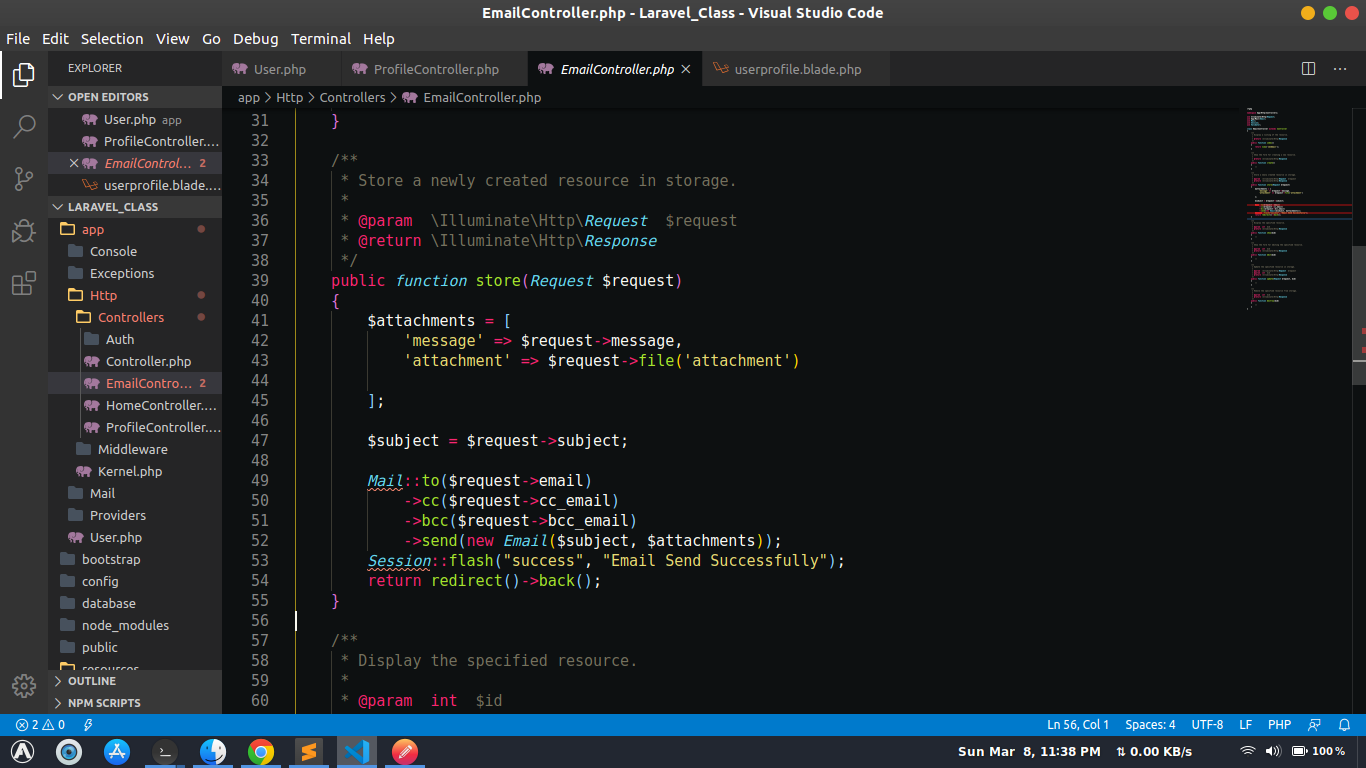 EmailController.php - Laravel_Class - Visual Studio Code
File Edit Selection View Go Debug Terminal Help
EXPLORER
OPEN EDITORS
User.php app
ProfileController....
EmailControl... 2
userprofile.blade....
LARAVEL_CLASS
app
Console
Exceptions
Http
Controllers
Auth
Controller.php
EmailContro... 2
HomeController....
ProfileController....
Middleware
Kernel.php
Mail
Providers
User.php
bootstrap
config
database
node_modules
public
resources
OUTLINE
NPM SCRIPTS
User.php ProfileController.php EmailController.php userprofile.blade.php
app > Http > Controllers > EmailController.php
31 }
32
33 /**
34 * Store a newly created resource in storage.
35 *
36 * @param \Illuminate\Http\Request $request
37 * @return \Illuminate\Http\Response
38 */
39 public function store(Request $request)
40 {
41 $attachments = [
42 'message' => $request->message,
43 'attachment' => $request->file('attachment')
44
45 ];
46
47 $subject = $request->subject;
48
49 Mail::to($request->email)
50 ->cc($request->cc_email)
51 ->bcc($request->bcc_email)
52 ->send(new Email($subject, $attachments));
53 Session::flash("success", "Email Send Successfully");
54 return redirect()->back();
55 }
56
57 /**
58 * Display the specified resource.
59 *
60 * @param int $id
2 0 Ln 56, Col 1 Spaces: 4 UTF-8 LF PHP
Sun Mar 8, 11:38 PM 0.00 KB/s 100 %